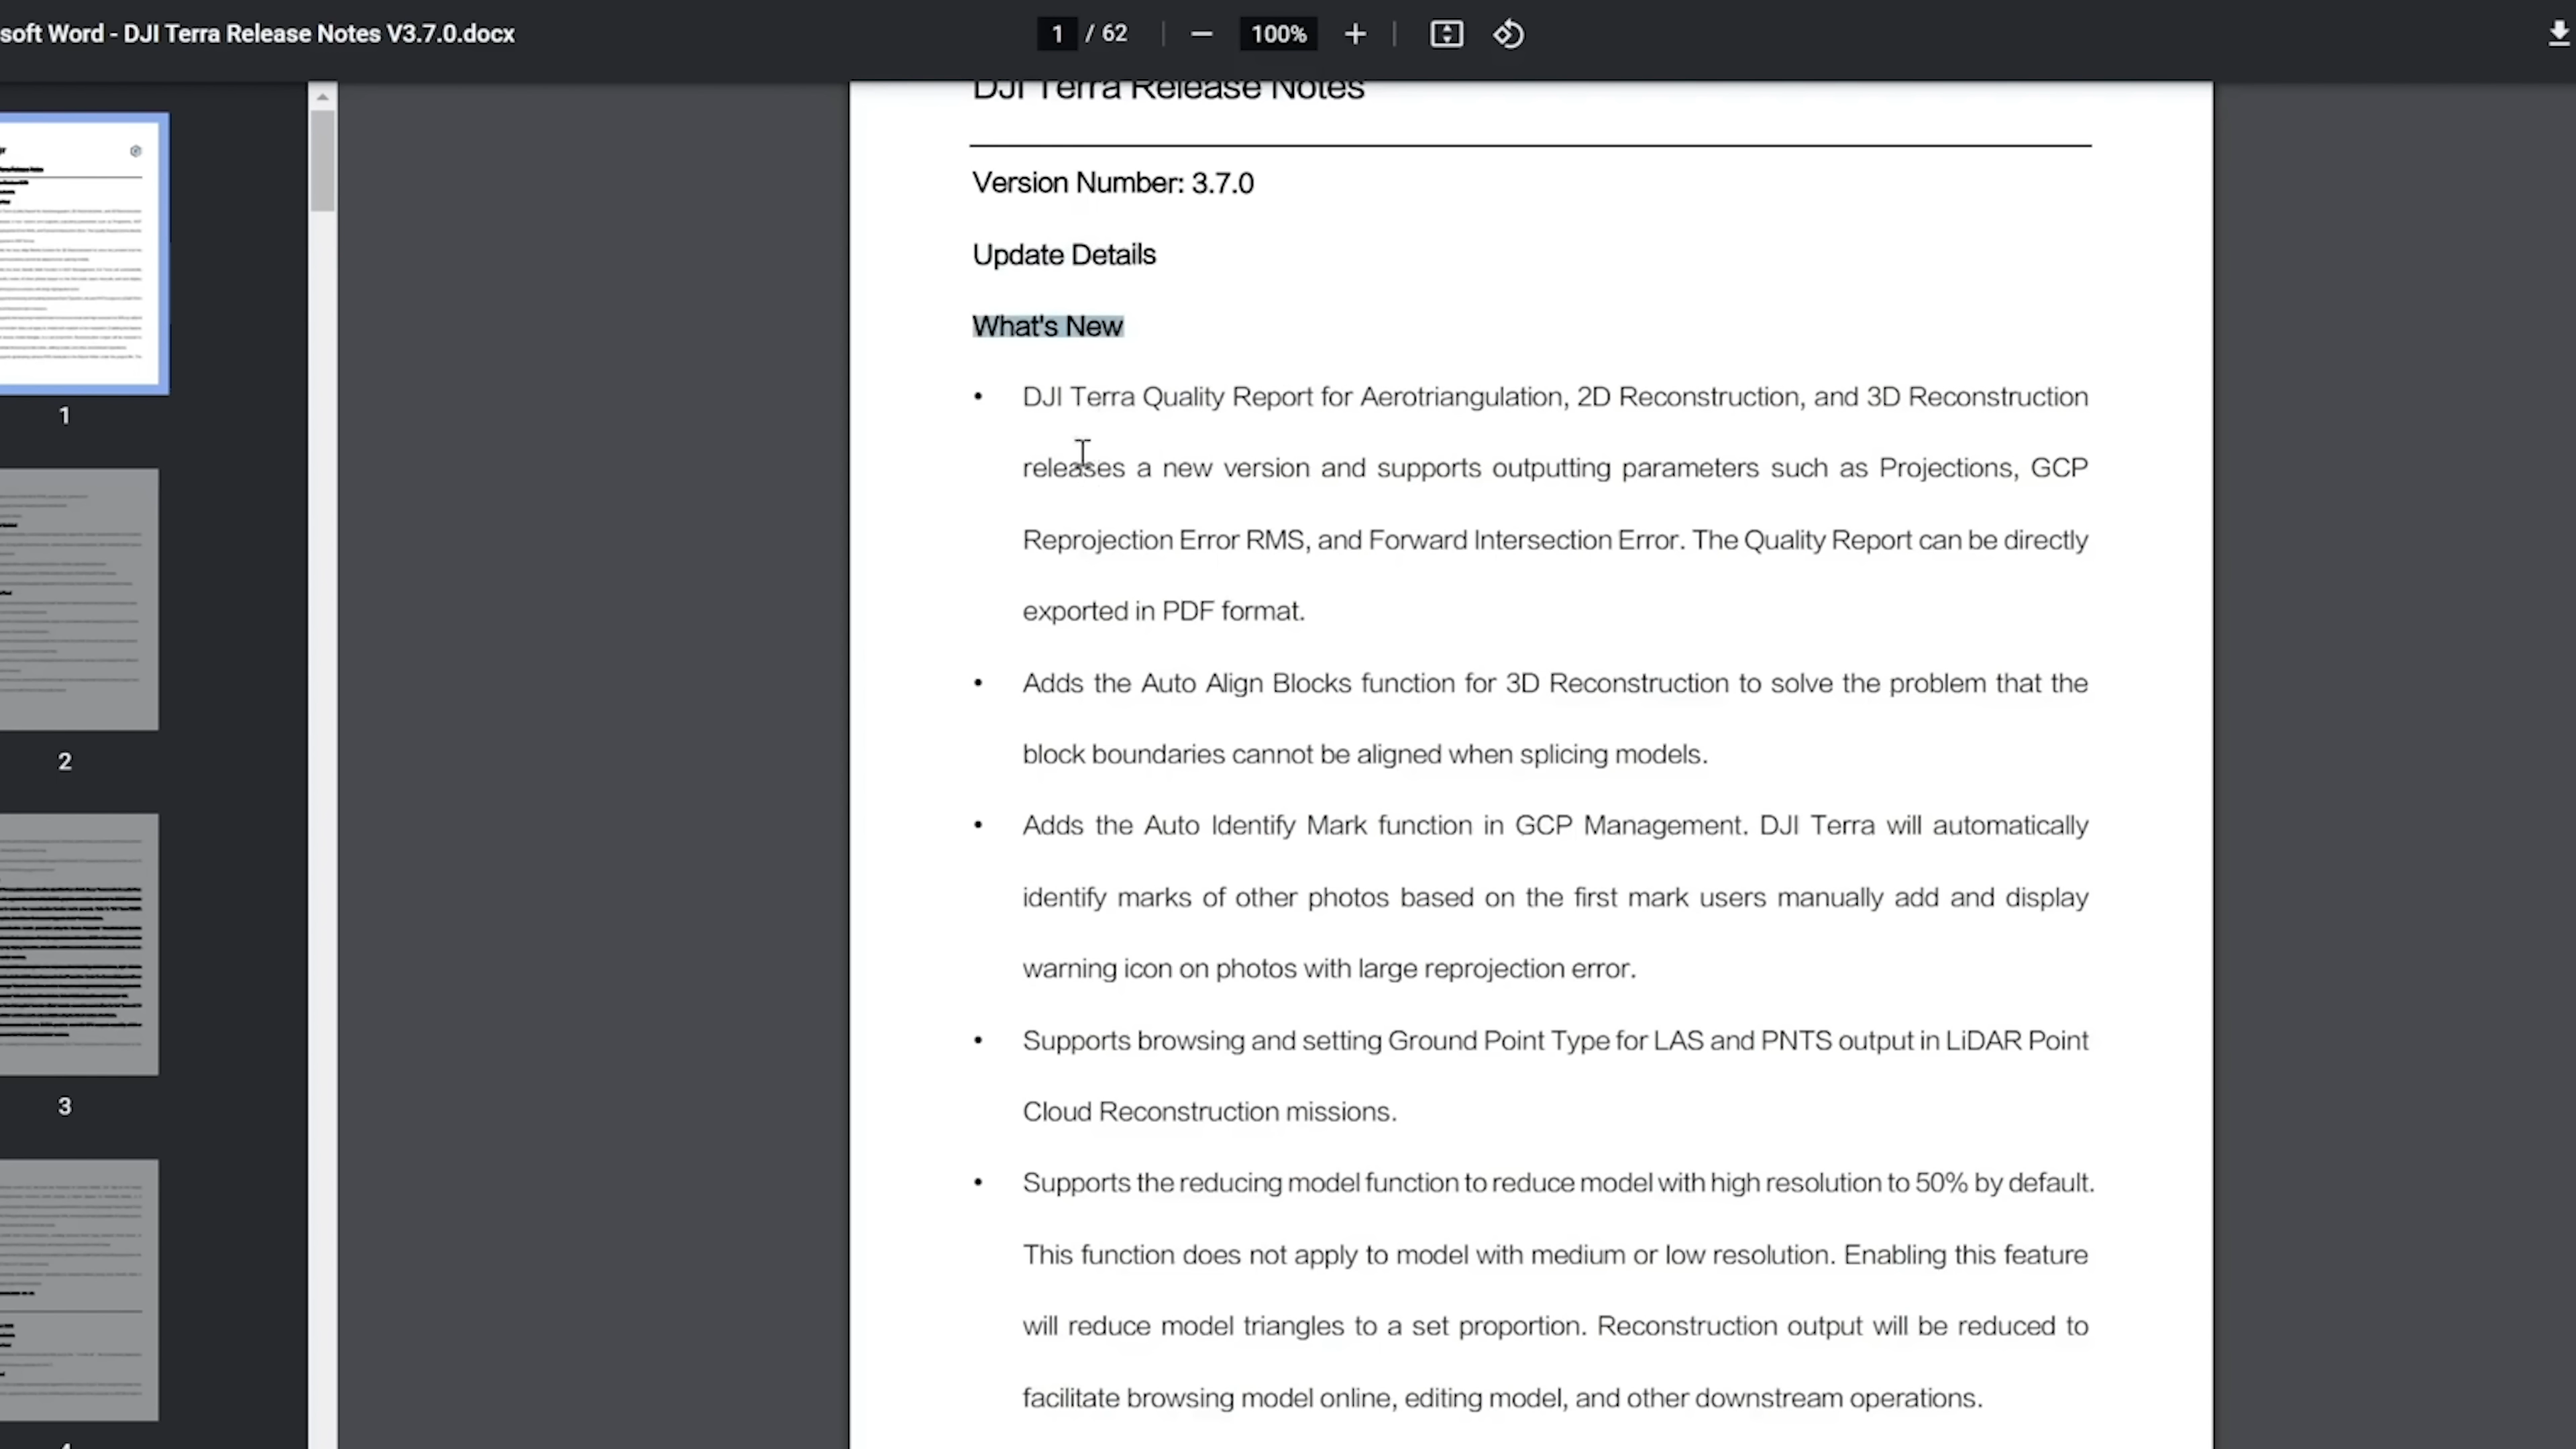 soft Word - DJI Terra Release Notes V3.7.0.docx
1 / 62
100%
DJI Terra Release Notes
Version Number: 3.7.0
Update Details
What's New
• DJI Terra Quality Report for Aerotriangulation, 2D Reconstruction, and 3D Reconstruction
releases a new version and supports outputting parameters such as Projections, GCP
Reprojection Error RMS, and Forward Intersection Error. The Quality Report can be directly
exported in PDF format.
• Adds the Auto Align Blocks function for 3D Reconstruction to solve the problem that the
block boundaries cannot be aligned when splicing models.
• Adds the Auto Identify Mark function in GCP Management. DJI Terra will automatically
identify marks of other photos based on the first mark users manually add and display
warning icon on photos with large reprojection error.
• Supports browsing and setting Ground Point Type for LAS and PNTS output in LiDAR Point
Cloud Reconstruction missions.
• Supports the reducing model function to reduce model with high resolution to 50% by default.
This function does not apply to model with medium or low resolution. Enabling this feature
will reduce model triangles to a set proportion. Reconstruction output will be reduced to
facilitate browsing model online, editing model, and other downstream operations.
1
2
3